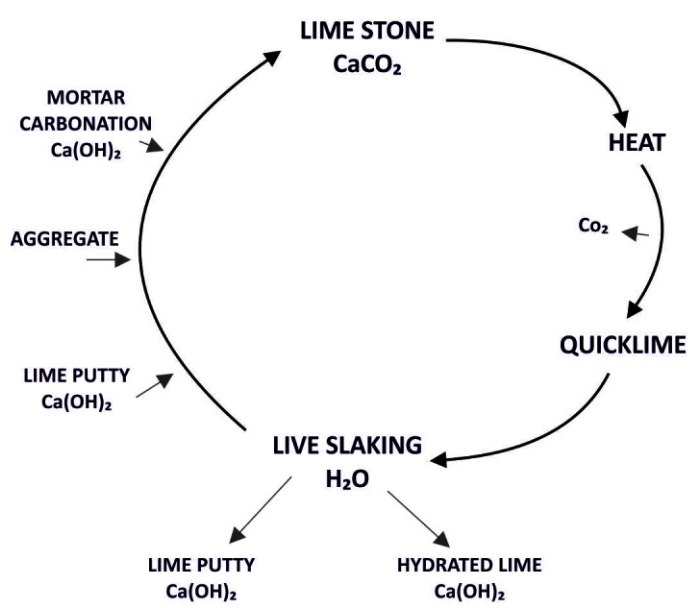 LIME STONE
CaCO₂
HEAT
Co₂
QUICKLIME
LIVE SLAKING
H₂O
LIME PUTTY
Ca(OH)₂
HYDRATED LIME
Ca(OH)₂
LIME PUTTY
Ca(OH)₂
AGGREGATE
MORTAR
CARBONATION
Ca(OH)₂